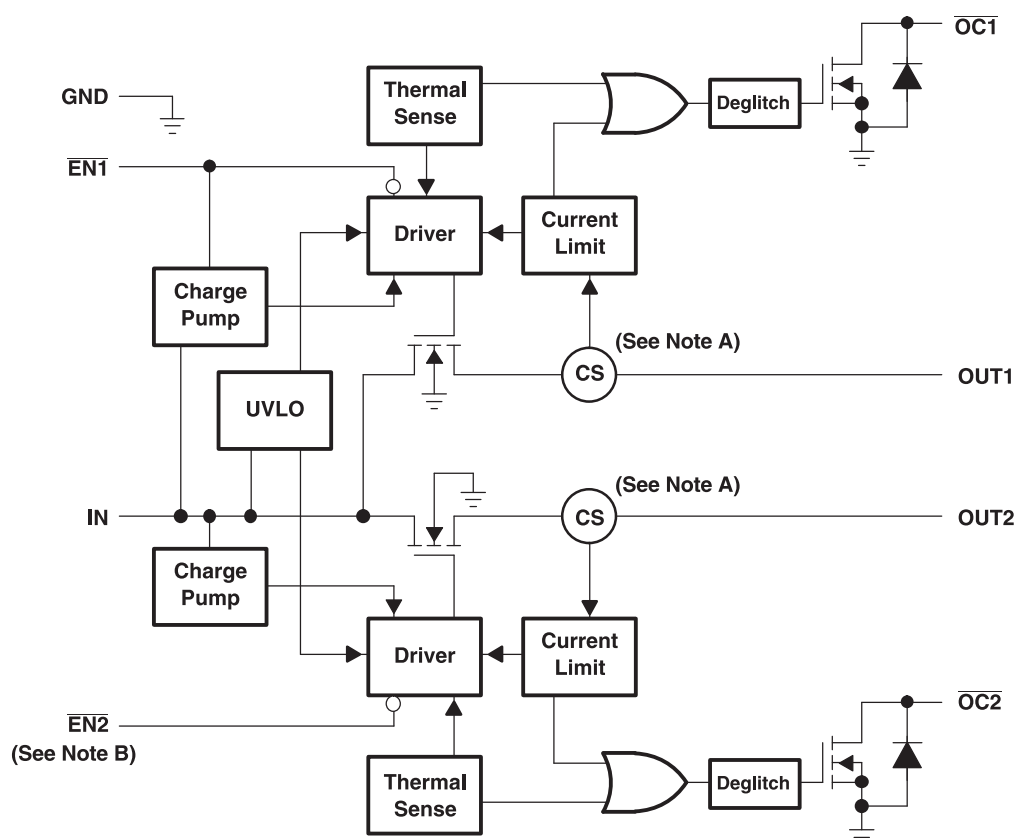 OC1
Thermal
Sense
Deglitch
GND
EN1
Driver
Current
Limit
Charge
Pump
(See Note A)
CS
OUT1
UVLO
(See Note A)
IN
CS
OUT2
Charge
Pump
Driver
Current
Limit
OC2
EN2
(See Note B)
Thermal
Sense
Deglitch